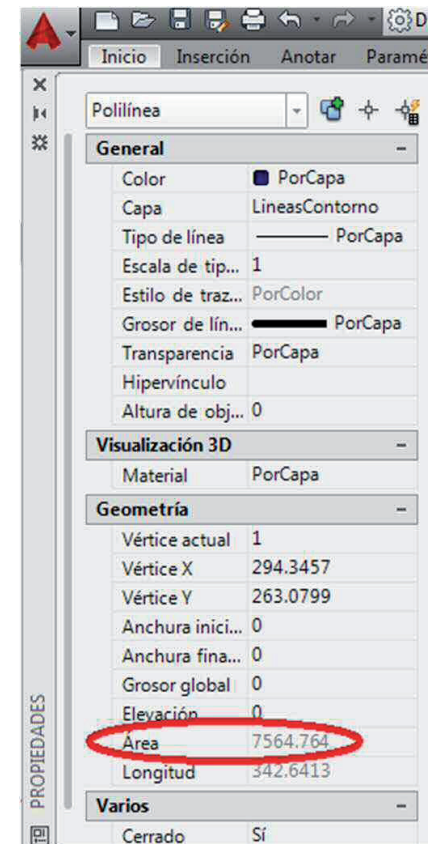 D
Inicio Inserción Anotar Paramé
Polilínea
General
Color PorCapa
Capa LineasContorno
Tipo de línea PorCapa
Escala de tip... 1
Estilo de traz... PorColor
Grosor de lín... PorCapa
Transparencia PorCapa
Hipervínculo
Altura de obj... 0
Visualización 3D
Material PorCapa
Geometría
Vértice actual 1
Vértice X 294.3457
Vértice Y 263.0799
Anchura inici... 0
Anchura fina... 0
Grosor global 0
Elevación 0
Área 7564.764
Longitud 342.6413
Varios
Cerrado Sí
PROPIEDADES